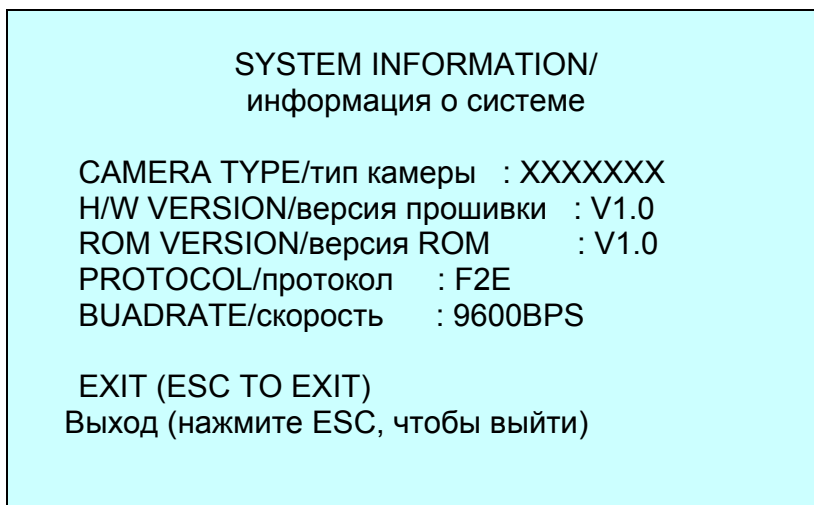 SYSTEM INFORMATION/
информация о системе
CAMERA TYPE/тип камеры : XXXXXXX
H/W VERSION/версия прошивки : V1.0
ROM VERSION/версия ROM : V1.0
PROTOCOL/протокол : F2E
BUADRATE/скорость : 9600BPS
EXIT (ESC TO EXIT)
Выход (нажмите ESC, чтобы выйти)